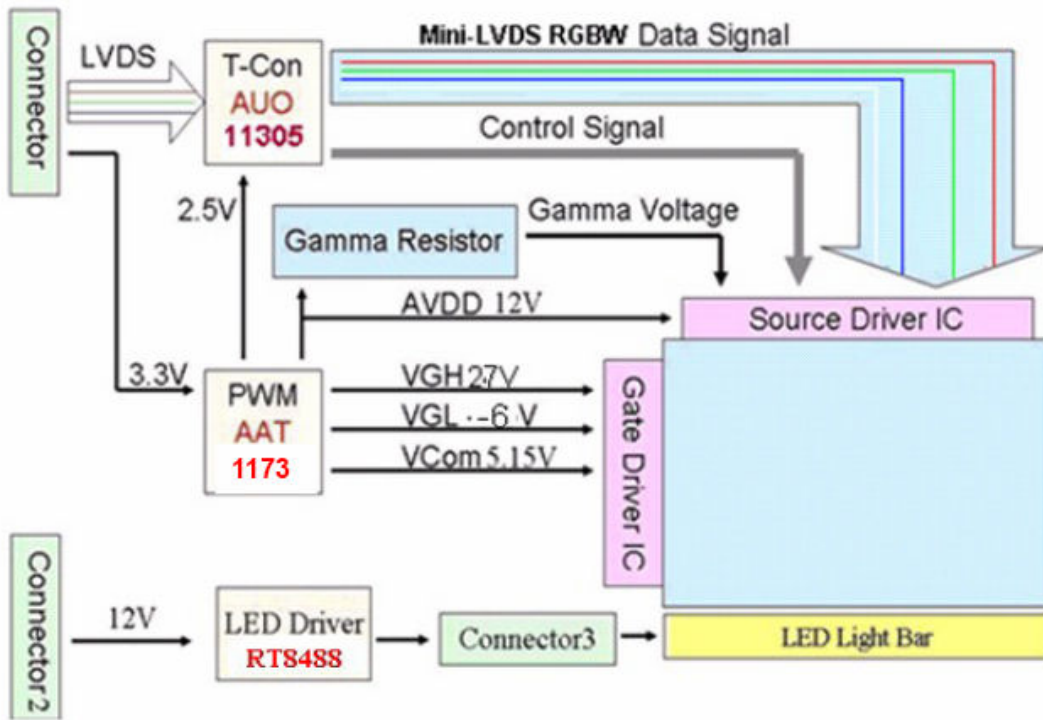 Connector
LVDS
T-Con
AUO
11305
Mini-LVDS RGBW Data Signal
Control Signal
2.5V
Gamma Resistor
Gamma Voltage
AVDD 12V
Source Driver IC
3.3V
PWM
AAT
1173
VGH 27V
VGL -6 V
VCom 5.15V
Gate Driver IC
Connector2
12V
LED Driver
RT8488
Connector3
LED Light Bar